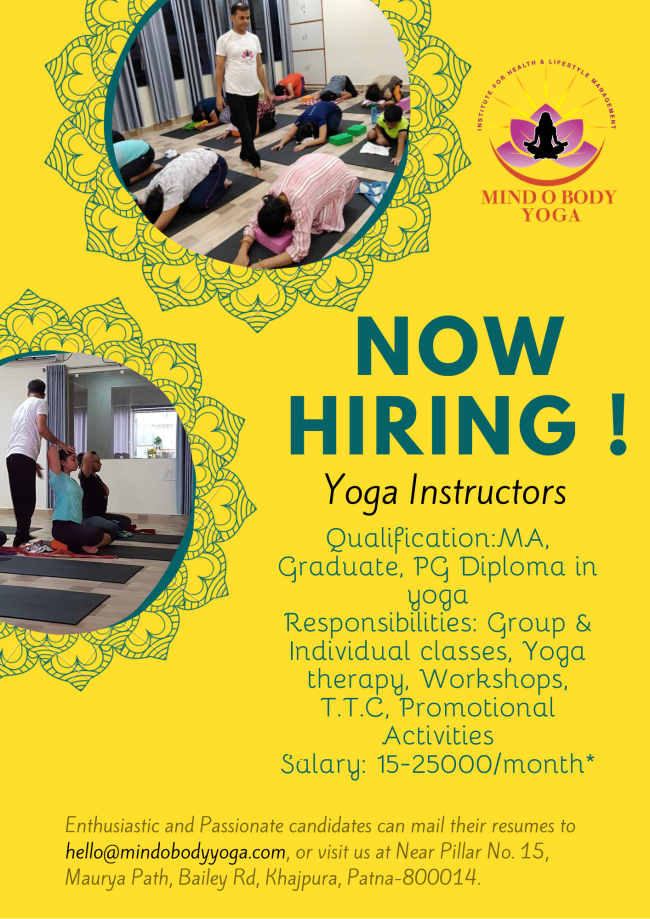 INSTITUTE FOR HEALTH & LIFESTYLE MANAGEMENT
MIND O BODY
YOGA
NOW
HIRING !
Yoga Instructors
Qualification:MA,
Graduate, PG Diploma in
yoga
Responsibilities: Group &
Individual classes, Yoga
therapy, Workshops,
T.T.C, Promotional
Activities
Salary: 15-25000/month*
Enthusiastic and Passionate candidates can mail their resumes to
hello@mindobodyyoga.com, or visit us at Near Pillar No. 15,
Maurya Path, Bailey Rd, Khajpura, Patna-800014.